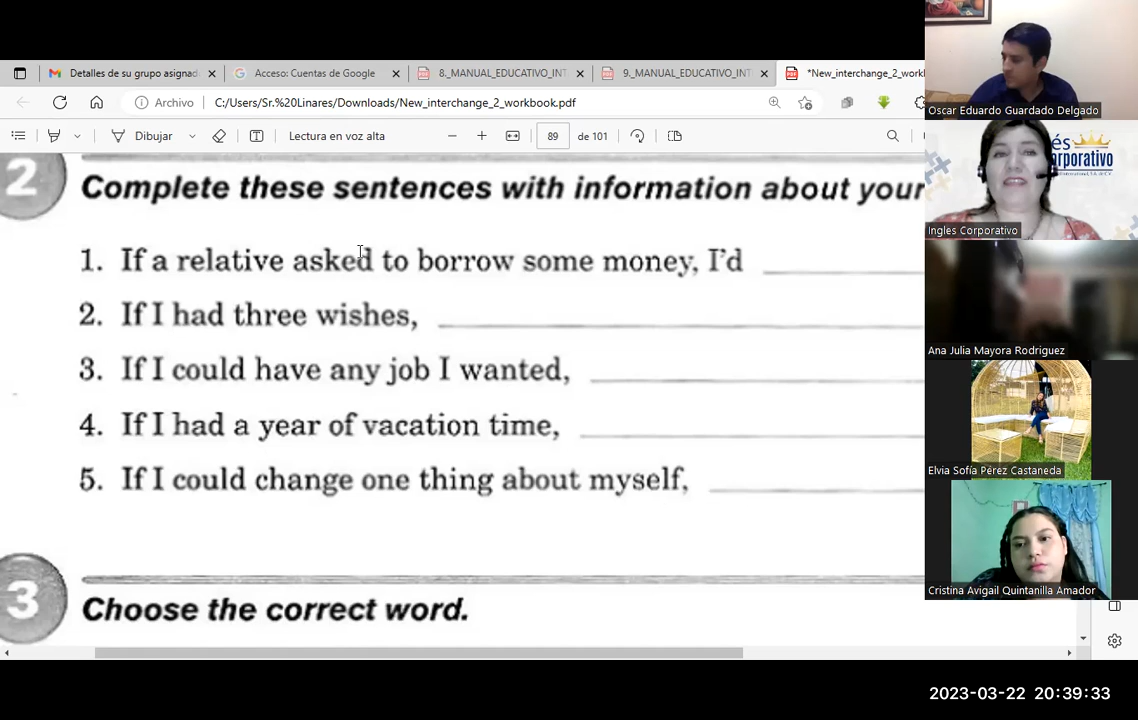 Detalles de su grupo asignad
Acceso: Cuentas de Google
8._MANUAL_EDUCATIVO_INT
9._MANUAL_EDUCATIVO_INT
*New_interchange_2_workl
Archivo
C:/Users/Sr.%20Linares/Downloads/New_interchange_2_workbook.pdf
Dibujar
Lectura en voz alta
89
de 101
2
Complete these sentences with information about your
1. If a relative asked to borrow some money, I'd
2. If I had three wishes,
3. If I could have any job I wanted,
4. If I had a year of vacation time,
5. If I could change one thing about myself,
3
Choose the correct word.
Oscar Eduardo Guardado Delgado
és
orporativo
Ingles Corporativo
Ana Julia Mayora Rodriguez
Elvia Sofía Pérez Castaneda
Cristina Avigail Quintanilla Amador
2023-03-22 20:39:33